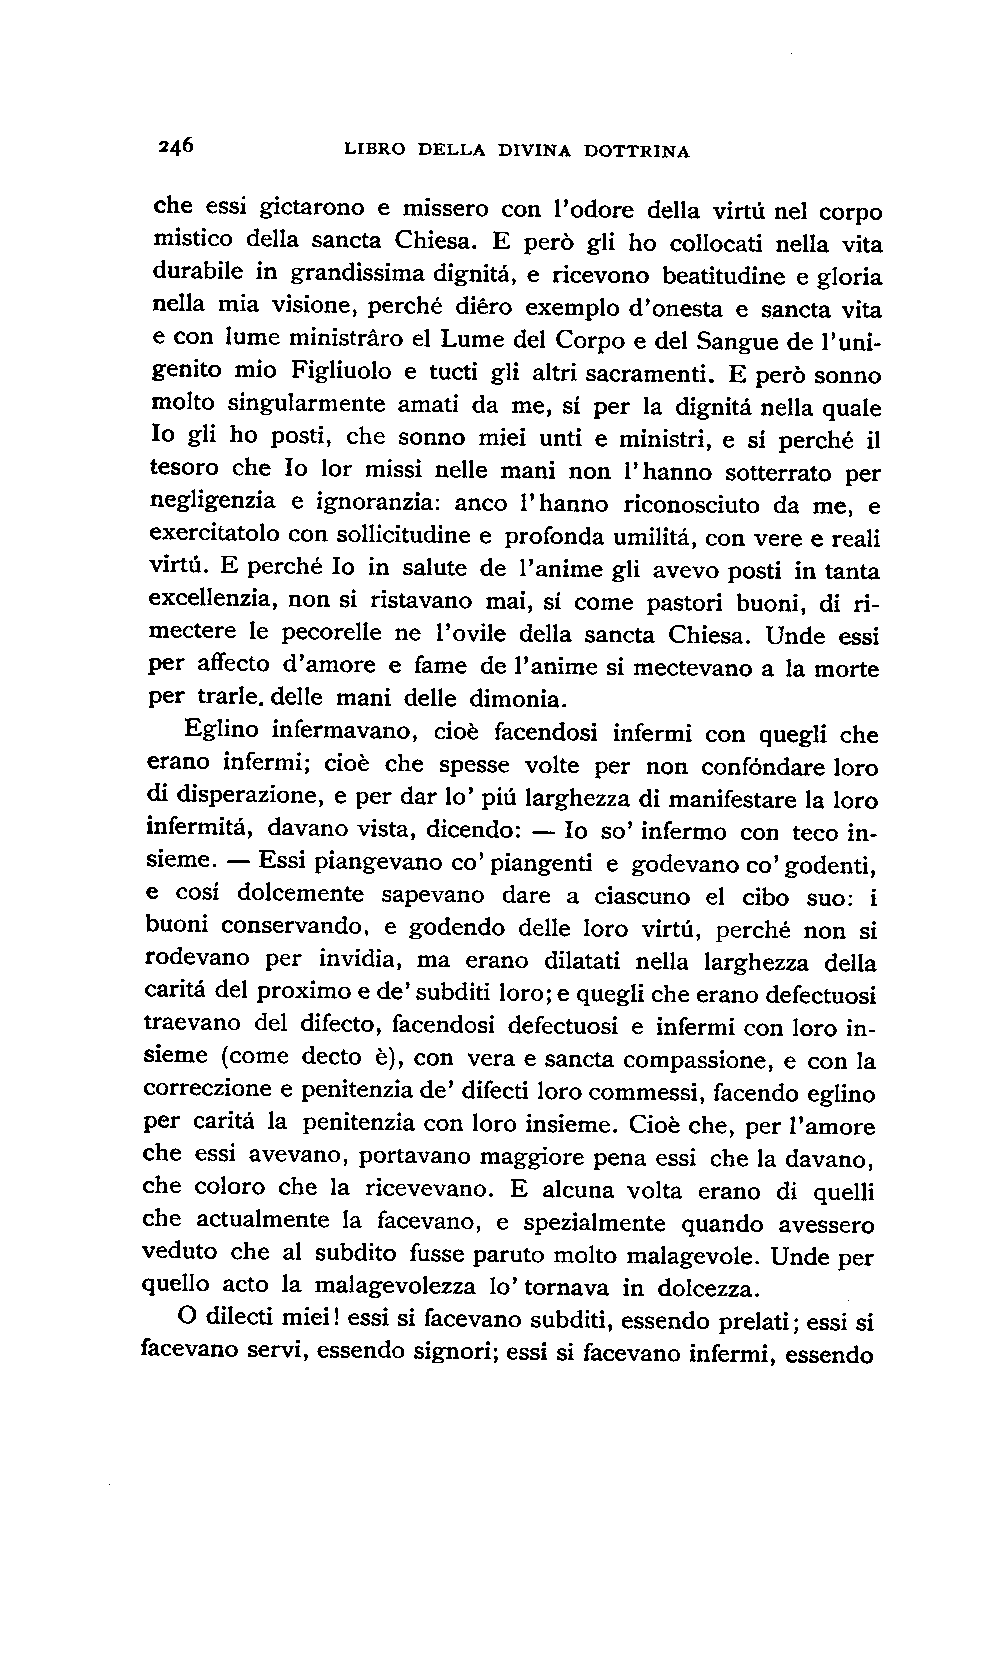 246 LIBRO DELLA DIVINA DOTTRINA
che essi gictarono e missero con l'odore della virtú nel corpo
mistico della sancta Chiesa. E però gli ho collocati nella vita
durabile in grandissima dignitá, e ricevono beatitudine e gloria
nella mia visione, perché diêro exemplo d'onesta e sancta vita
e con lume ministrâro el Lume del Corpo e del Sangue de l'uni-
genito mio Figliuolo e tucti gli altri sacramenti. E però sonno
molto singularmente amati da me, sí per la dignitá nella quale
Io gli ho posti, che sonno miei unti e ministri, e sí perché il
tesoro che Io lor missi nelle mani non l'hanno sotterrato per
negligenzia e ignoranzia: anco l'hanno riconosciuto da me, e
exercitatolo con sollicitudine e profonda umilitá, con vere e reali
virtú. E perché Io in salute de l'anime gli avevo posti in tanta
excellenzia, non si ristavano mai, sí come pastori buoni, di ri-
mectere le pecorelle ne l'ovile della sancta Chiesa. Unde essi
per affecto d'amore e fame de l'anime si mectevano a la morte
per trarle. delle mani delle dimonia.
Eglino infermavano, cioè facendosi infermi con quegli che
erano infermi; cioè che spesse volte per non confóndare loro
di disperazione, e per dar lo' piú larghezza di manifestare la loro
infermitá, davano vista, dicendo: — Io so' infermo con teco in-
sieme. — Essi piangevano co' piangenti e godevano co' godenti,
e cosí dolcemente sapevano dare a ciascuno el cibo suo: i
buoni conservando, e godendo delle loro virtú, perché non si
rodevano per invidia, ma erano dilatati nella larghezza della
caritá del proximo e de' subditi loro; e quegli che erano defectuosi
traevano del difecto, facendosi defectuosi e infermi con loro in-
sieme (come decto è), con vera e sancta compassione, e con la
correczione e penitenzia de' difecti loro commessi, facendo eglino
per caritá la penitenzia con loro insieme. Cioè che, per l'amore
che essi avevano, portavano maggiore pena essi che la davano,
che coloro che la ricevevano. E alcuna volta erano di quelli
che actualmente la facevano, e spezialmente quando avessero
veduto che al subdito fusse paruto molto malagevole. Unde per
quello acto la malagevolezza lo' tornava in dolcezza.
O dilecti miei! essi si facevano subditi, essendo prelati; essi si
facevano servi, essendo signori; essi si facevano infermi, essendo